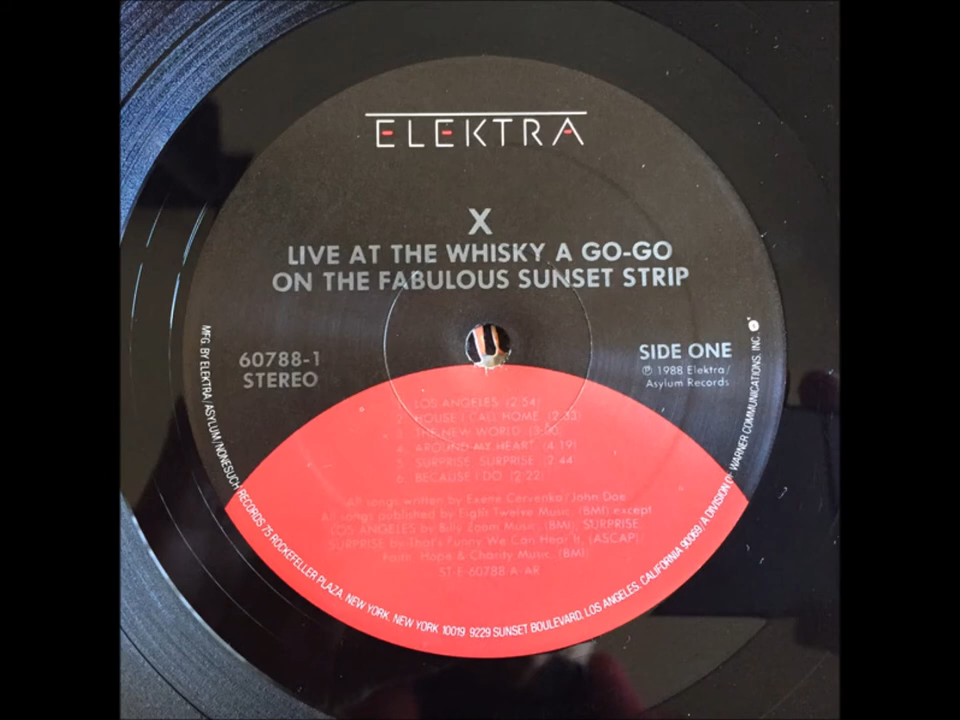 ELEKTRA
X
LIVE AT THE WHISKY A GO-GO
ON THE FABULOUS SUNSET STRIP
60788-1
STEREO
SIDE ONE
℗ 1988 Elektra/
Asylum Records
LOS ANGELES (2:54)
2. HOUSE I CALL HOME (2:33)
3. THE NEW WORLD (3:00)
4. AROUND MY HEART (4:19)
SURPRISE, SURPRISE (2:44
6. BECAUSE I DO (2:22)
All songs written by Exene Cervenka/John Doe
All songs published by Eight Twelve Music. (BMI) except
LOS ANGELES by Billy Zoom Music. (BMI), SURPRISE,
SURPRISE by That's Funny We Can Hear It. (ASCAP)
Faith, Hope & Charity Music. (BMI)
ST-E-60788-A-AR
MFG. BY ELEKTRA/ASYLUM/NONESUCH RECORDS 75 ROCKEFELLER PLAZA, NEW YORK, NEW YORK 10019 9229 SUNSET BOULEVARD, LOS ANGELES, CALIFORNIA 90069/A DIVISION OF WARNER COMMUNICATIONS, INC.